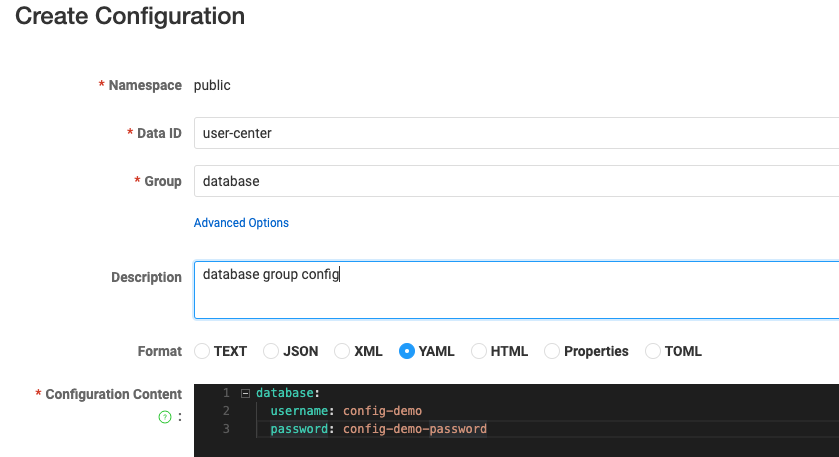 Create Configuration
* Namespace public
* Data ID user-center
* Group database
Advanced Options
Description database group config
Format TEXT JSON XML YAML HTML Properties TOML
* Configuration Content ? :
1 database:
2 username: config-demo
3 password: config-demo-password